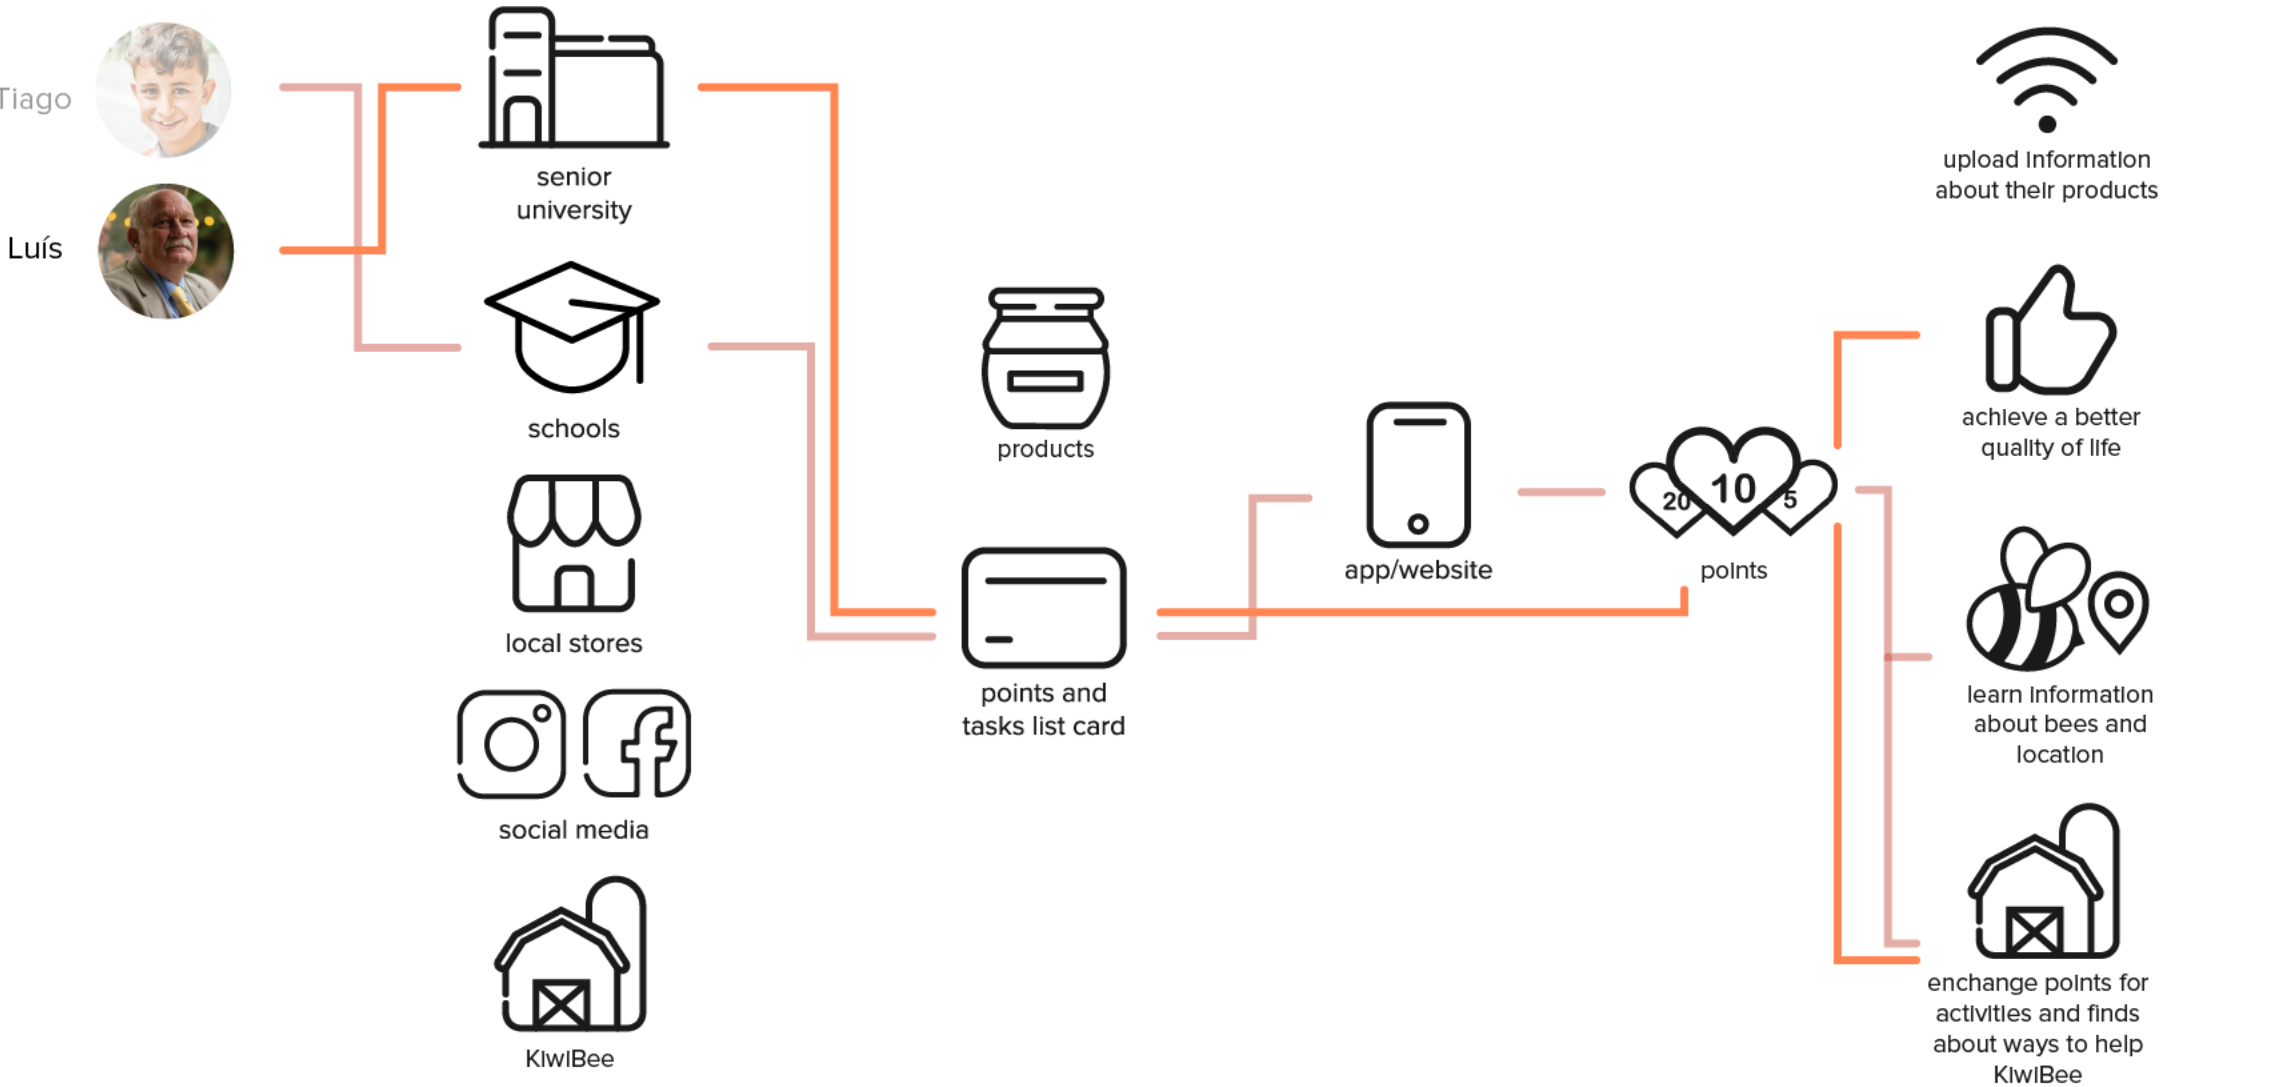 Tiago
Luís
senior
university
schools
local stores
social media
KiwiBee
products
points and
tasks list card
app/website
20
10
5
points
upload information
about their products
achieve a better
quality of life
learn information
about bees and
location
enchange points for
activities and finds
about ways to help
KiwiBee